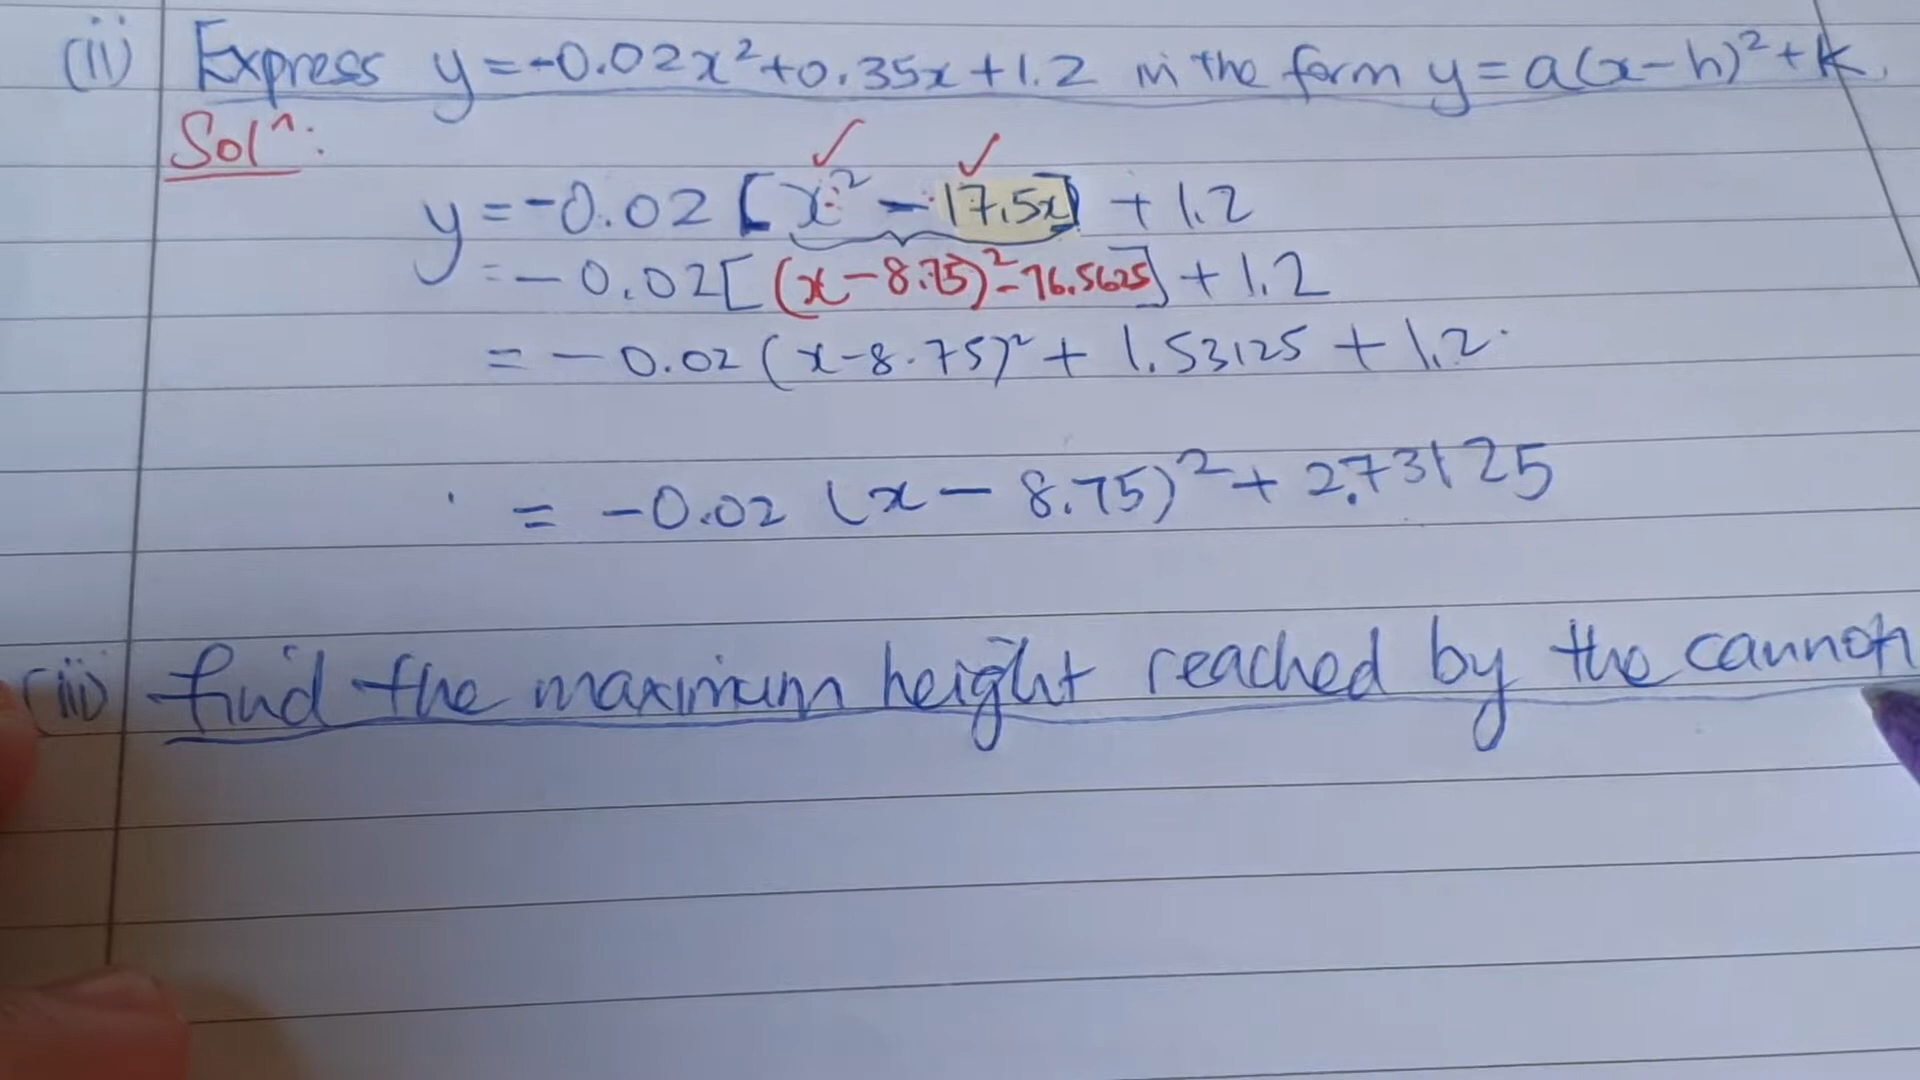 (ii) Express y=-0.02x²+0.35x+1.2 in the form y=a(x-h)²+k.
Solⁿ:
y=-0.02[x²-17.5x]+1.2
=-0.02[(x-8.75)²-76.5625]+1.2
=-0.02(x-8.75)²+1.53125+1.2
=-0.02(x-8.75)²+2.73125
(iii) find the maximum height reached by the cannon